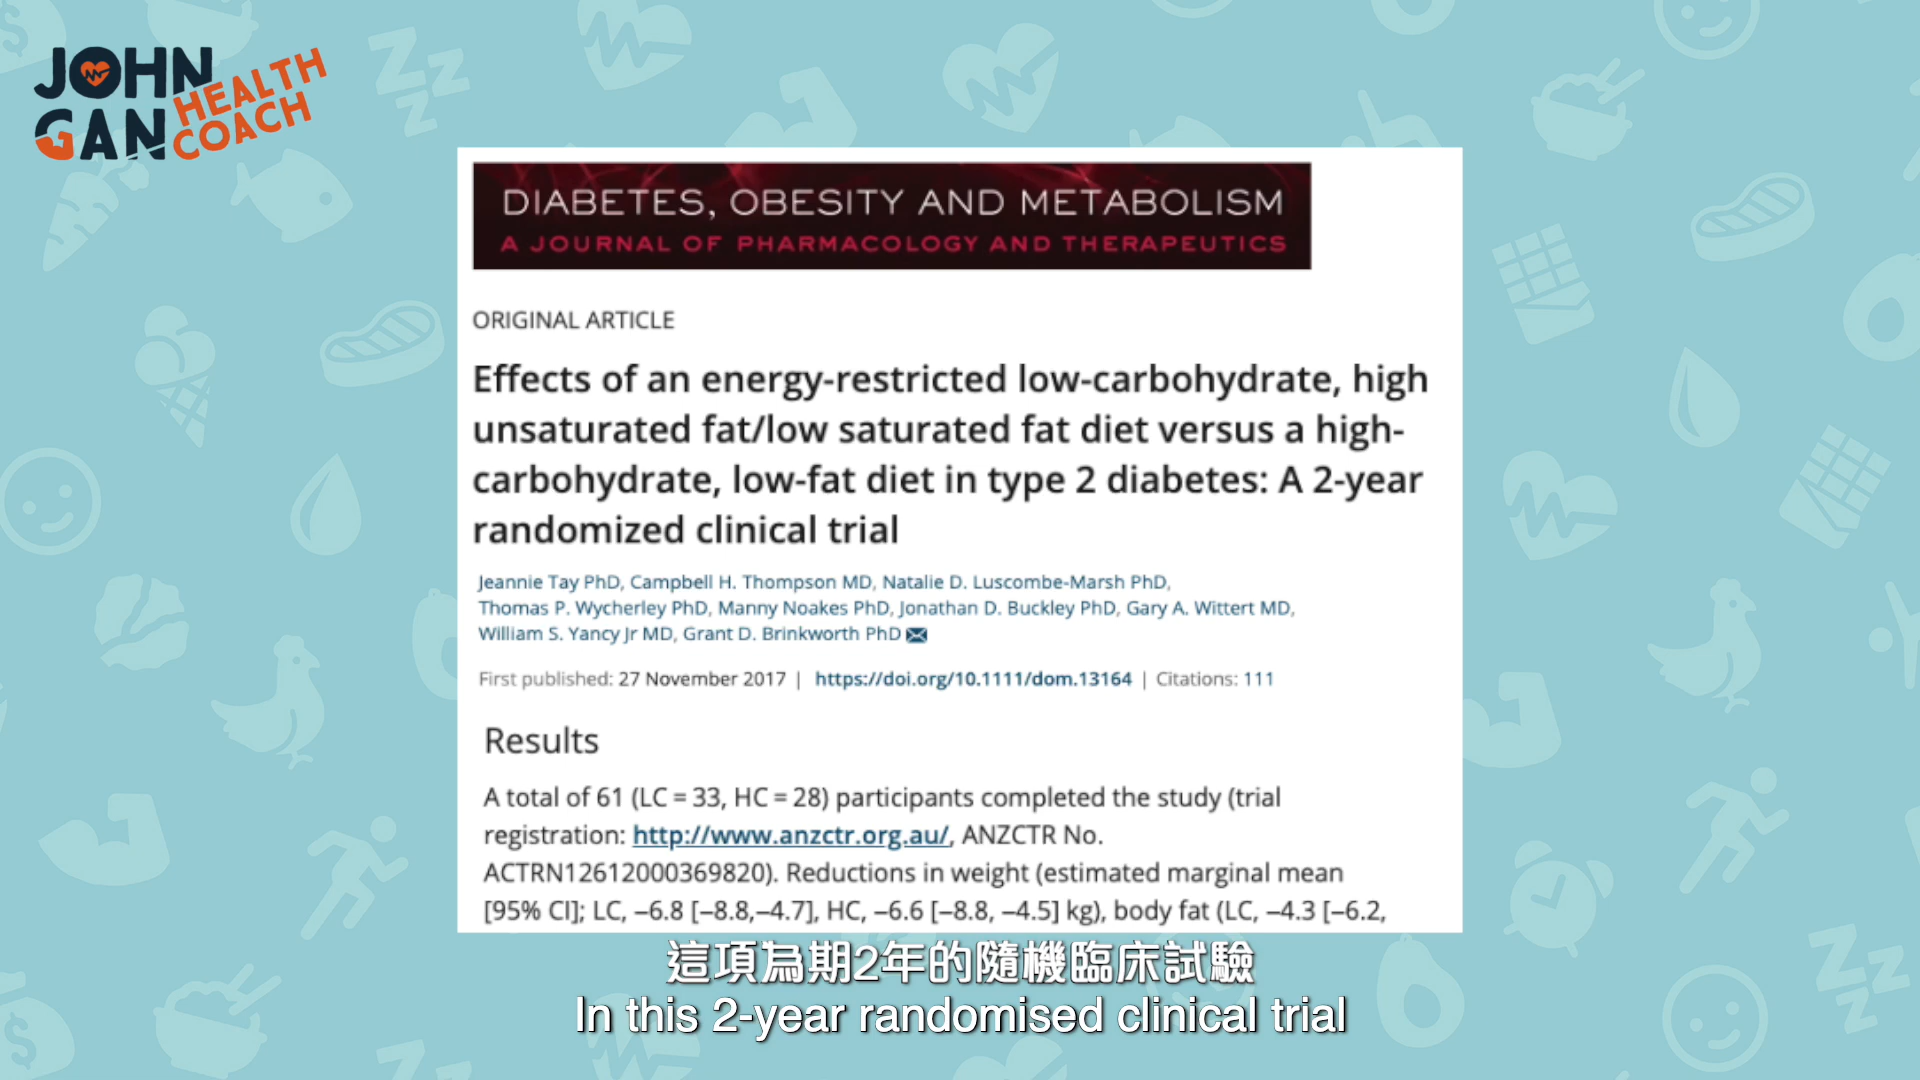 JOHN
GAN
HEALTH
COACH
DIABETES, OBESITY AND METABOLISM
A JOURNAL OF PHARMACOLOGY AND THERAPEUTICS
ORIGINAL ARTICLE
Effects of an energy-restricted low-carbohydrate, high
unsaturated fat/low saturated fat diet versus a high-
carbohydrate, low-fat diet in type 2 diabetes: A 2-year
randomized clinical trial
Jeannie Tay PhD, Campbell H. Thompson MD, Natalie D. Luscombe-Marsh PhD,
Thomas P. Wycherley PhD, Manny Noakes PhD, Jonathan D. Buckley PhD, Gary A. Wittert MD,
William S. Yancy Jr MD, Grant D. Brinkworth PhD
First published: 27 November 2017 | https://doi.org/10.1111/dom.13164 | Citations: 111
Results
A total of 61 (LC = 33, HC = 28) participants completed the study (trial
registration: http://www.anzctr.org.au/, ANZCTR No.
ACTRN12612000369820). Reductions in weight (estimated marginal mean
[95% CI]; LC, −6.8 [−8.8,−4.7], HC, −6.6 [−8.8, −4.5] kg), body fat (LC, −4.3 [−6.2,
這項為期2年的隨機臨床試驗
In this 2-year randomised clinical trial